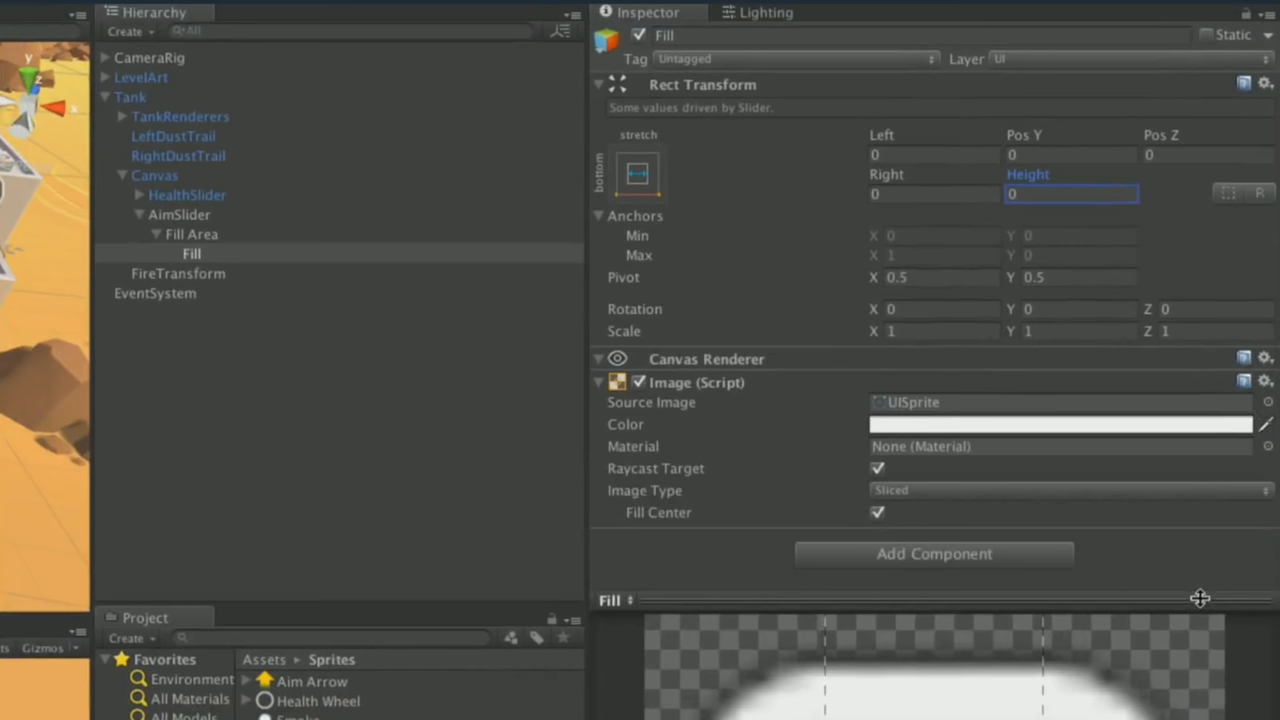 Hierarchy
Create
All
CameraRig
LevelArt
Tank
TankRenderers
LeftDustTrail
RightDustTrail
Canvas
HealthSlider
AimSlider
Fill Area
Fill
FireTransform
EventSystem
y
z
x
Gizmos
Project
Create
Favorites
Environment
All Materials
All Models
Assets Sprites
Aim Arrow
Health Wheel
Inspector Lighting
Fill Static
Tag Untagged Layer UI
Rect Transform
Some values driven by Slider.
stretch
bottom
Left Pos Y Pos Z
0 0 0
Right Height
0 0 R
Anchors
Min X 0 Y 0
Max X 1 Y 0
Pivot X 0.5 Y 0.5
Rotation X 0 Y 0 Z 0
Scale X 1 Y 1 Z 1
Canvas Renderer
Image (Script)
Source Image UISprite
Color
Material None (Material)
Raycast Target
Image Type Sliced
Fill Center
Add Component
Fill